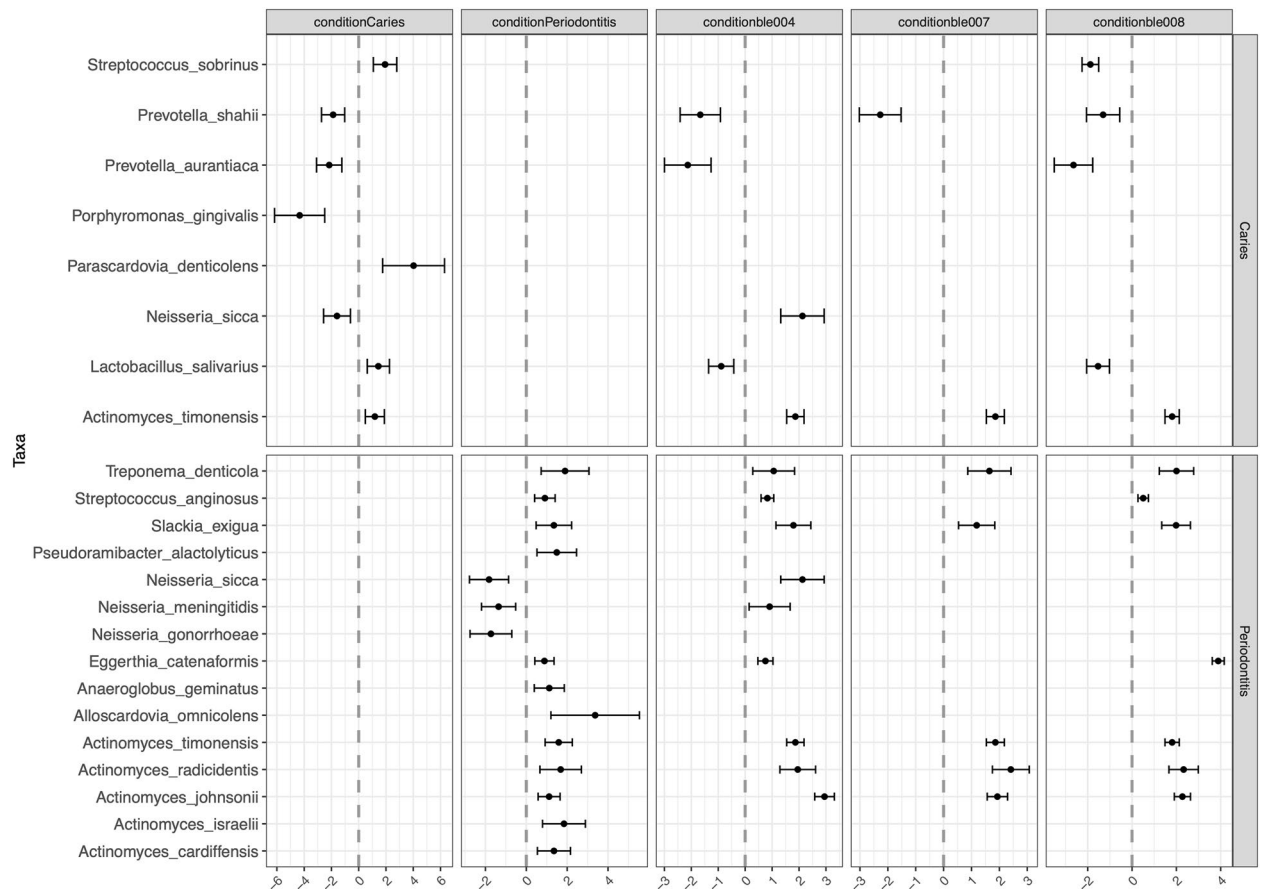 conditionCaries conditionPeriodontitis conditionble004 conditionble007 conditionble008
Streptococcus_sobrinus
Prevotella_shahii
Prevotella_aurantiaca
Porphyromonas_gingivalis
Parascardovia_denticolens
Neisseria_sicca
Lactobacillus_salivarius
Actinomyces_timonensis
Caries
Taxa
Treponema_denticola
Streptococcus_anginosus
Slackia_exigua
Pseudoramibacter_alactolyticus
Neisseria_sicca
Neisseria_meningitidis
Neisseria_gonorrhoeae
Eggerthia_catenaformis
Anaeroglobus_geminatus
Alloscardovia_omnicolens
Actinomyces_timonensis
Actinomyces_radicidentis
Actinomyces_johnsonii
Actinomyces_israelii
Actinomyces_cardiffensis
Periodontitis
-6 -4 -2 0 2 4 6 -2 0 2 4 -3 -2 -1 0 1 2 3 -3 -2 -1 0 1 2 3 -2 0 2 4